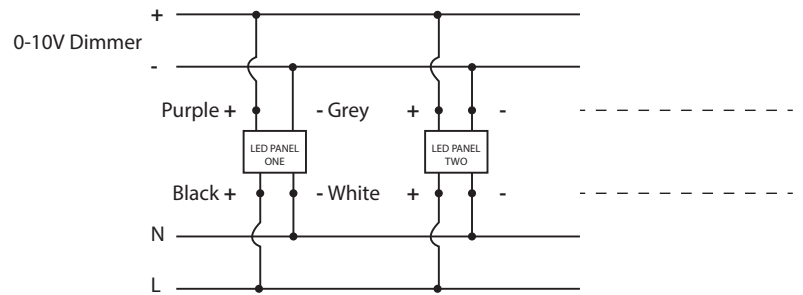 +
0-10V Dimmer
-
Purple + - Grey + -
LED PANEL ONE
LED PANEL TWO
Black + - White + -
N
L